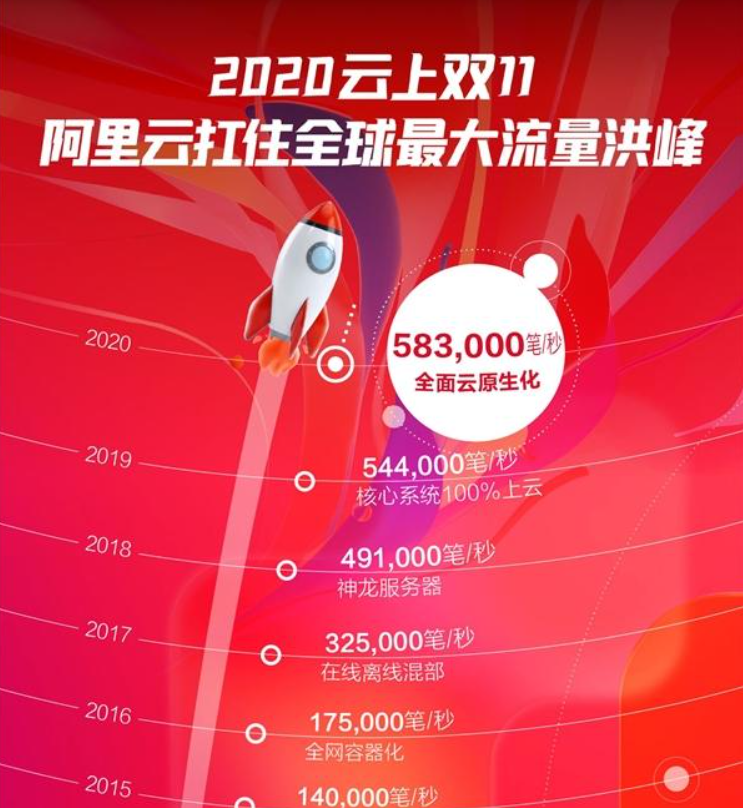 2020云上双11
阿里云扛住全球最大流量洪峰
2020
583,000笔/秒
全面云原生化
2019
544,000笔/秒
核心系统100%上云
2018
491,000笔/秒
神龙服务器
2017
325,000笔/秒
在线离线混部
2016
175,000笔/秒
全网容器化
2015
140,000笔/秒